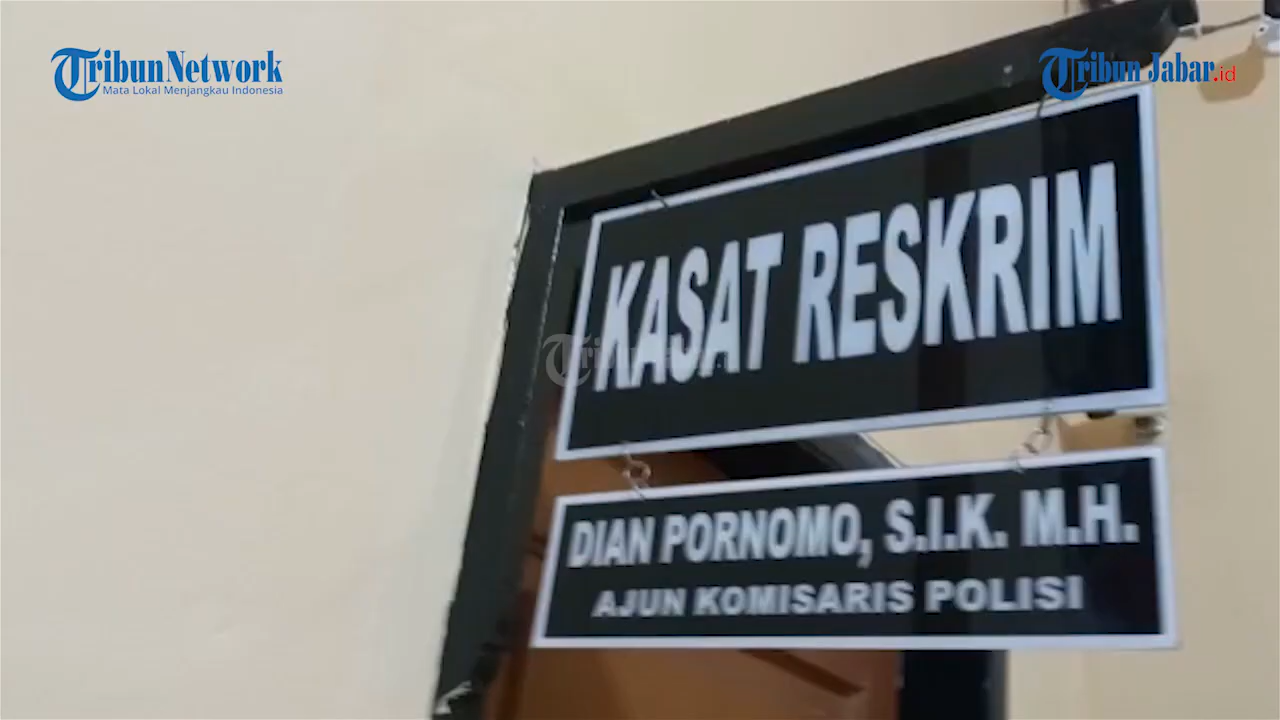 TribunNetwork
Mata Lokal Menjangkau Indonesia
Tribun Jabar.id
KASAT RESKRIM
DIAN PORNOMO, S.I.K. M.H.
AJUN KOMISARIS POLISI